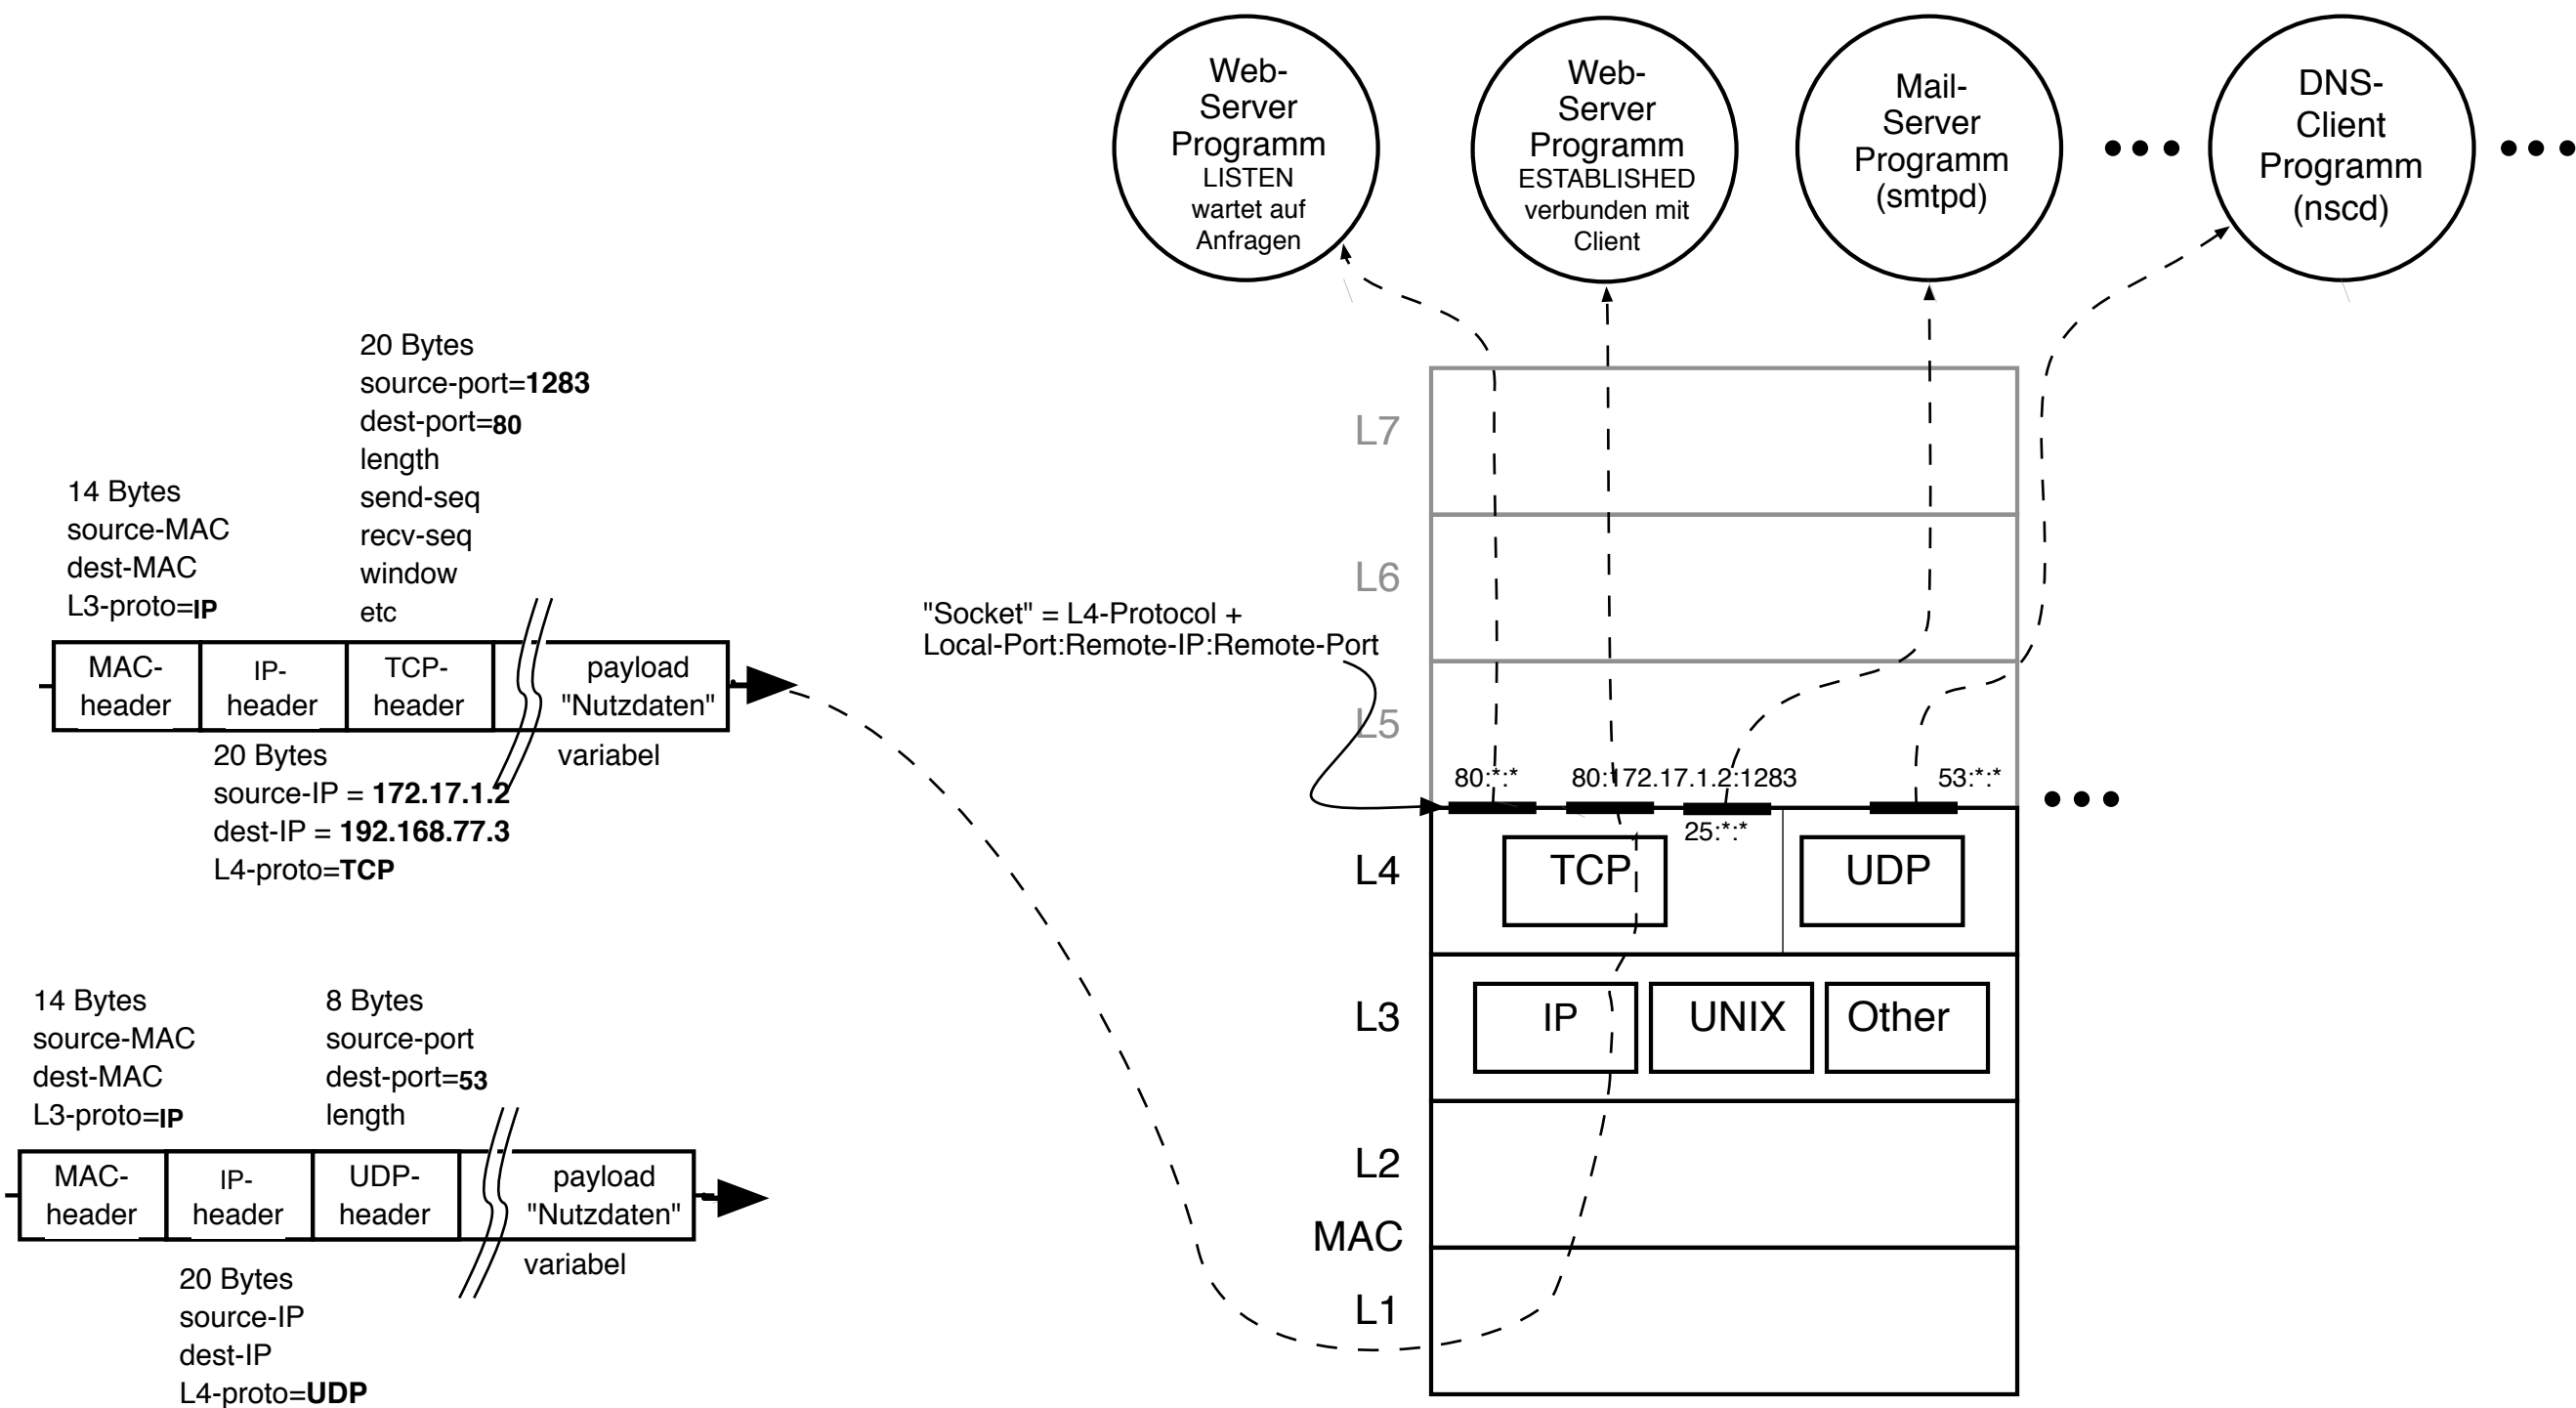 Web-
Server
Programm
LISTEN
wartet auf
Anfragen
Web-
Server
Programm
ESTABLISHED
verbunden mit
Client
Mail-
Server
Programm
(smtpd)
DNS-
Client
Programm
(nscd)
20 Bytes
source-port=1283
dest-port=80
length
send-seq
recv-seq
window
etc
14 Bytes
source-MAC
dest-MAC
L3-proto=IP
MAC-
header
IP-
header
TCP-
header
payload
"Nutzdaten"
variabel
20 Bytes
source-IP = 172.17.1.2
dest-IP = 192.168.77.3
L4-proto=TCP
14 Bytes
source-MAC
dest-MAC
L3-proto=IP
8 Bytes
source-port
dest-port=53
length
MAC-
header
IP-
header
UDP-
header
payload
"Nutzdaten"
variabel
20 Bytes
source-IP
dest-IP
L4-proto=UDP
"Socket" = L4-Protocol +
Local-Port:Remote-IP:Remote-Port
L7
L6
L5
80:*:*
80:172.17.1.2:1283
53:*:*
25:*:*
L4
TCP
UDP
L3
IP
UNIX
Other
L2
MAC
L1